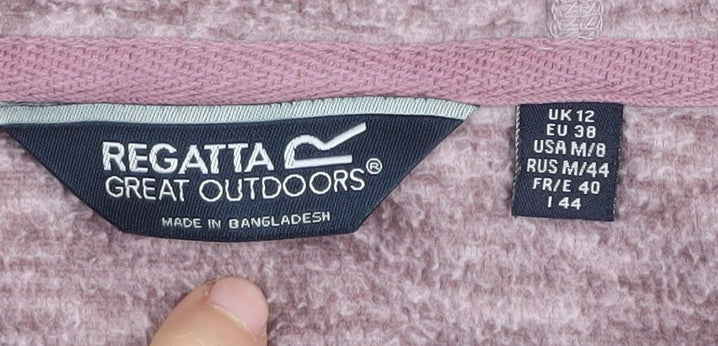 REGATTA
GREAT OUTDOORS®
MADE IN BANGLADESH
UK 12
EU 38
USA M/8
RUS M/44
FR/E 40
I 44